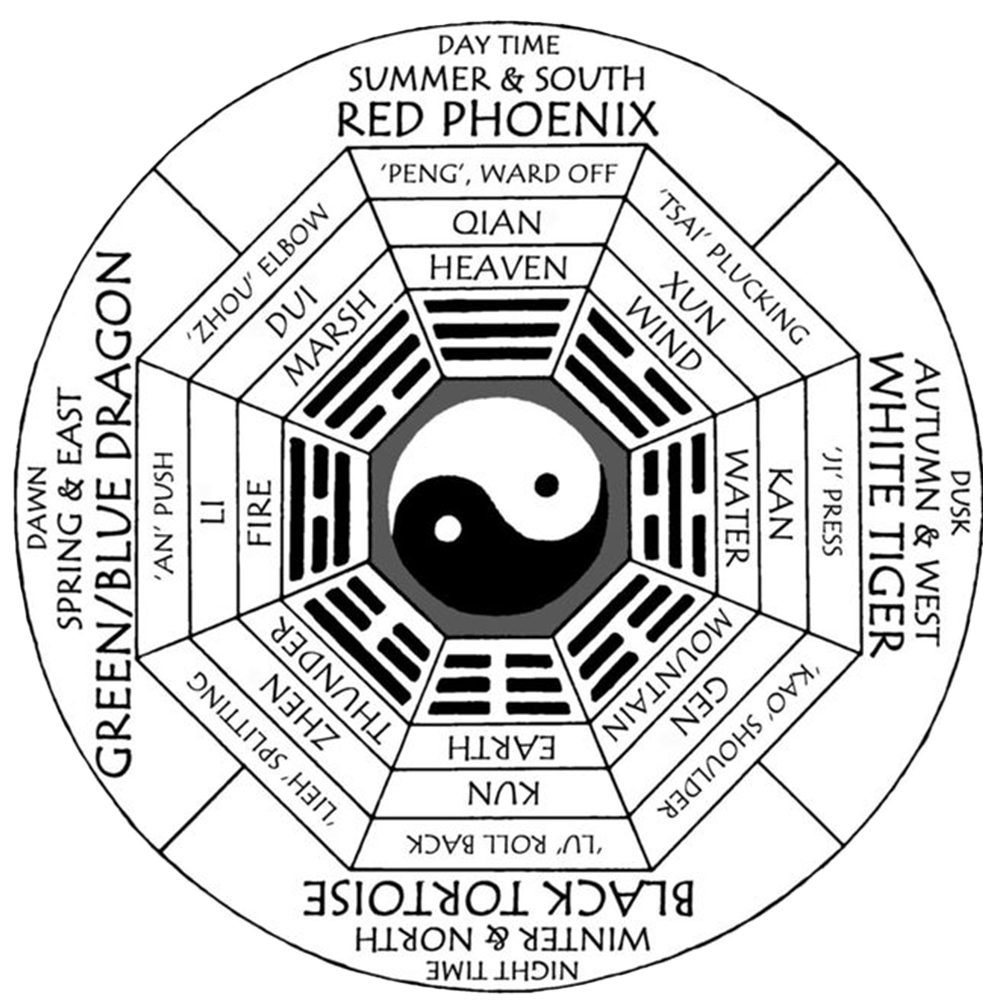 DAY TIME
SUMMER & SOUTH
RED PHOENIX
'PENG', WARD OFF
QIAN
HEAVEN
'TSAI' PLUCKING
XUN
WIND
DUSK
AUTUMN & WEST
WHITE TIGER
'JI' PRESS
KAN
WATER
'KAO' SHOULDER
GEN
MOUNTAIN
NIGHT TIME
WINTER & NORTH
BLACK TORTOISE
'LU' ROLL BACK
KUN
EARTH
'LIEH' SPLITTING
ZHEN
THUNDER
DAWN
SPRING & EAST
GREEN/BLUE DRAGON
'AN' PUSH
LI
FIRE
'ZHOU' ELBOW
DUI
MARSH